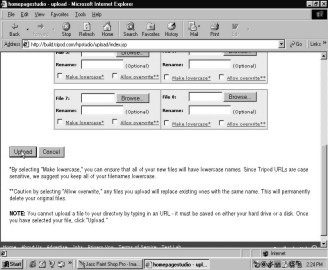 homepagestudio - upload - Microsoft Internet Explorer
File Edit View Favorites Tools Help
Back Stop Refresh Home Search Favorites History Mail Print
Address http://build.tripod.com/hpstudio/upload/index.jsp Go Links
Browse... Browse...
Rename: (Optional) Rename: (Optional)
Make lowercase* Allow overwrite** Make lowercase* Allow overwrite**
File 7: Browse... File 8: Browse...
Rename: (Optional) Rename: (Optional)
Make lowercase* Allow overwrite** Make lowercase* Allow overwrite**
Upload Cancel
*By selecting "Make lowercase," you can ensure that all of your new files will have lowercase names. Since Tripod URLs are case
sensitive, we suggest you keep all of your filenames lowercase.
**Caution by selecting "Allow overwrite," any files you upload will replace existing ones with the same name. This will permanently
delete your original files.
NOTE: You cannot upload a file to your directory by typing in an URL - it must be saved on either your hard drive or a disk. Once
you have selected your file, click "Upload."
Internet
Start Jasc Paint Shop Pro - Ima... homepagestudio - upl... 2:24 PM